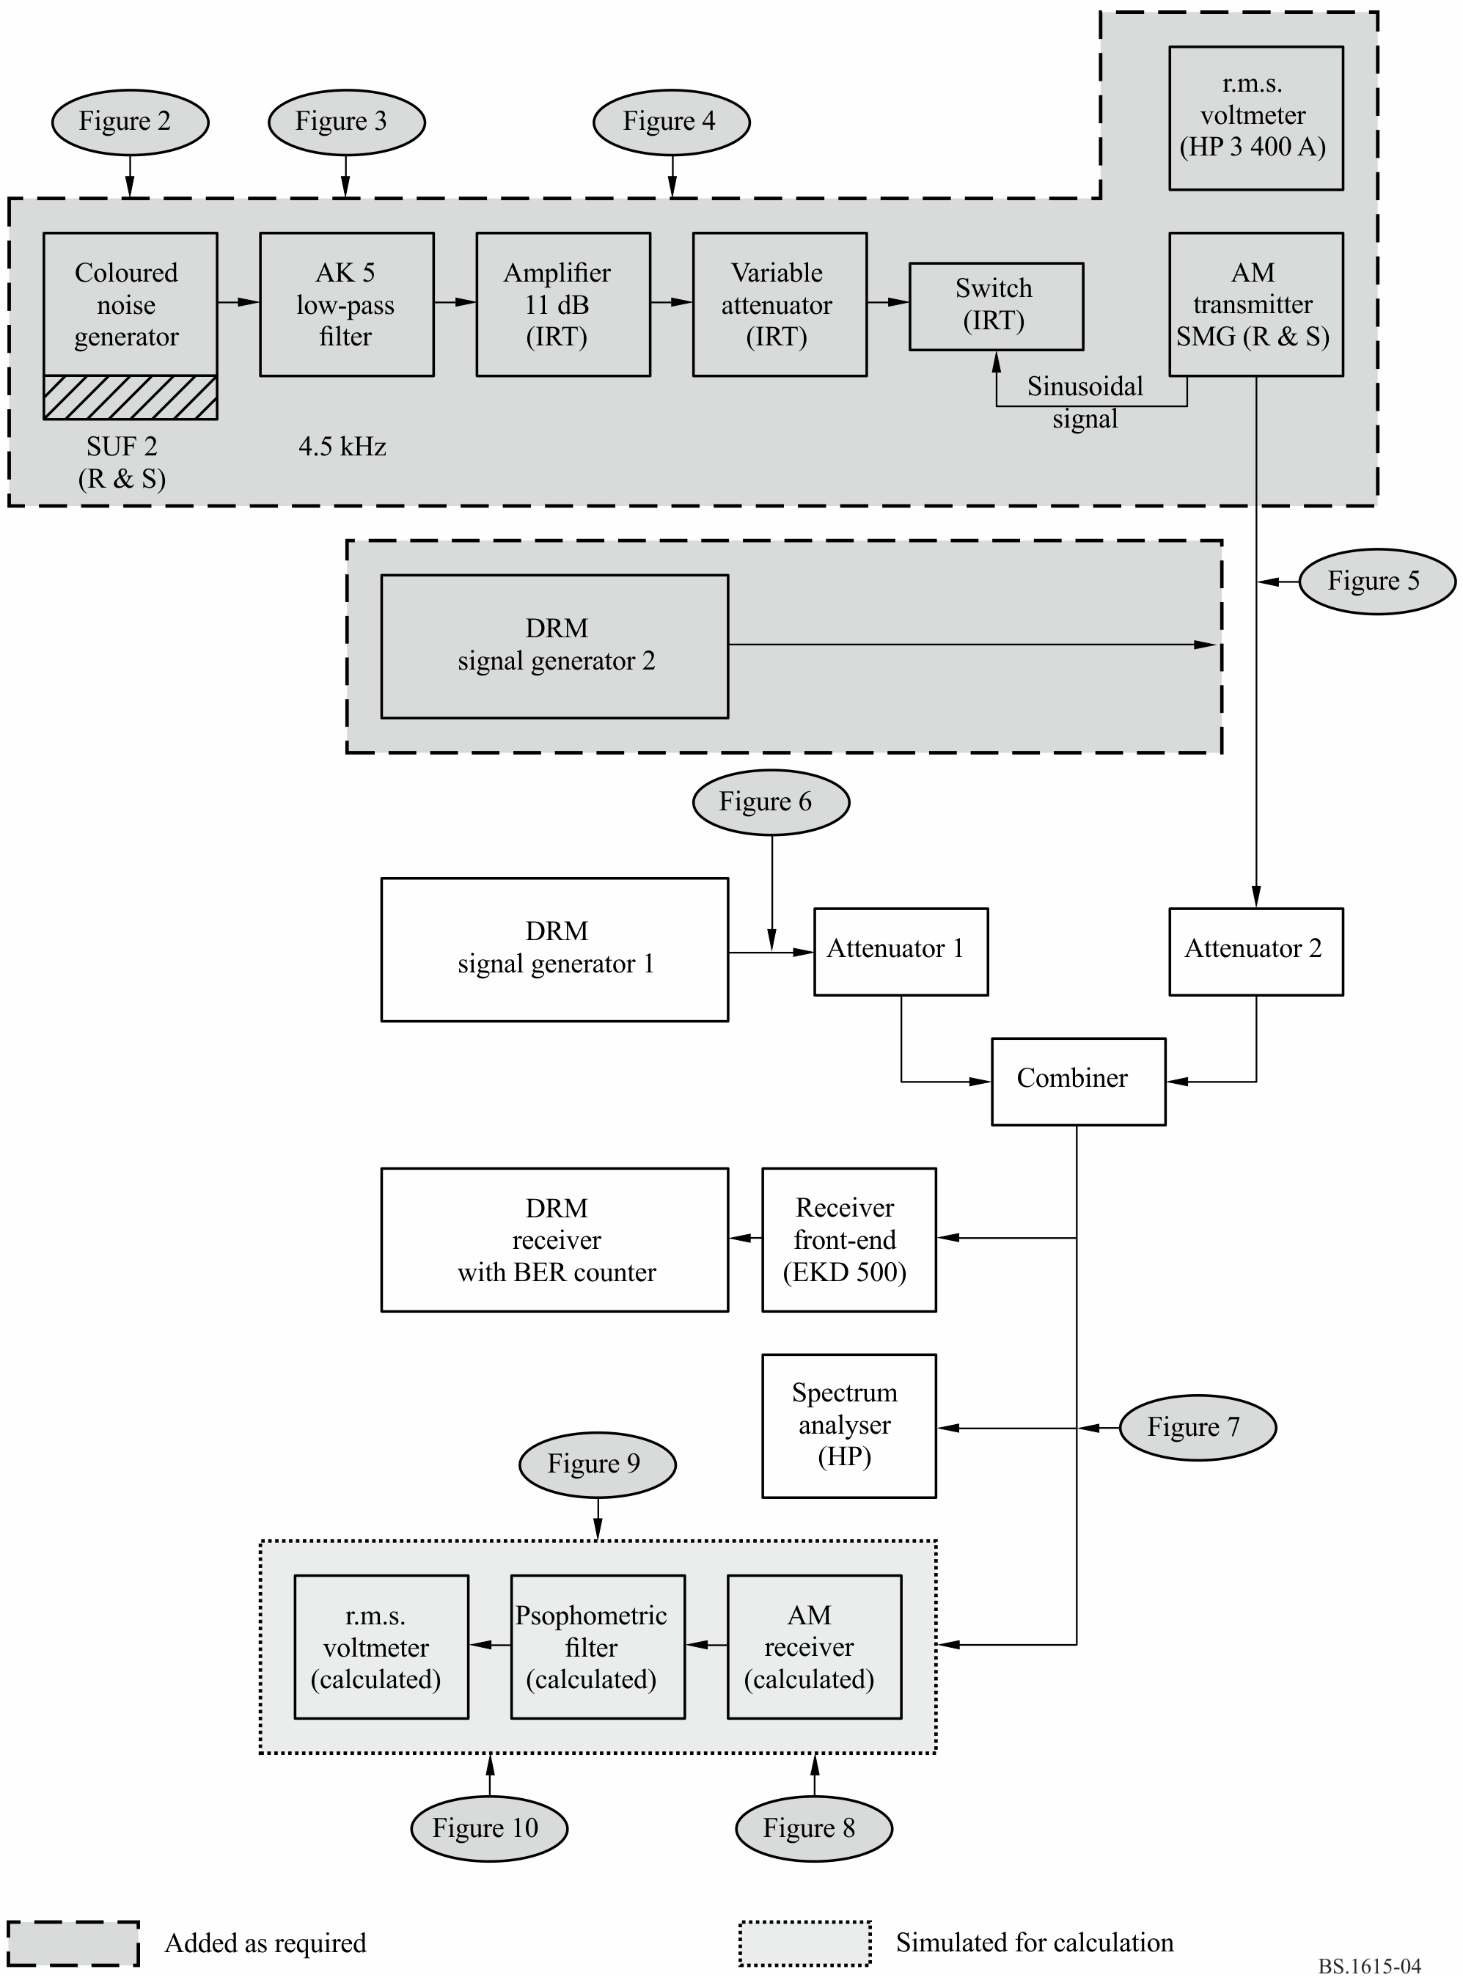 r.m.s.
voltmeter
(HP 3 400 A)
Figure 2
Figure 3
Figure 4
Coloured
noise
generator
AK 5
low-pass
filter
Amplifier
11 dB
(IRT)
Variable
attenuator
(IRT)
Switch
(IRT)
AM
transmitter
SMG (R & S)
Sinusoidal
signal
SUF 2
(R & S)
4.5 kHz
Figure 5
DRM
signal generator 2
Figure 6
DRM
signal generator 1
Attenuator 1
Attenuator 2
Combiner
DRM
receiver
with BER counter
Receiver
front-end
(EKD 500)
Spectrum
analyser
(HP)
Figure 7
Figure 9
r.m.s.
voltmeter
(calculated)
Psophometric
filter
(calculated)
AM
receiver
(calculated)
Figure 10
Figure 8
Added as required
Simulated for calculation
BS.1615-04